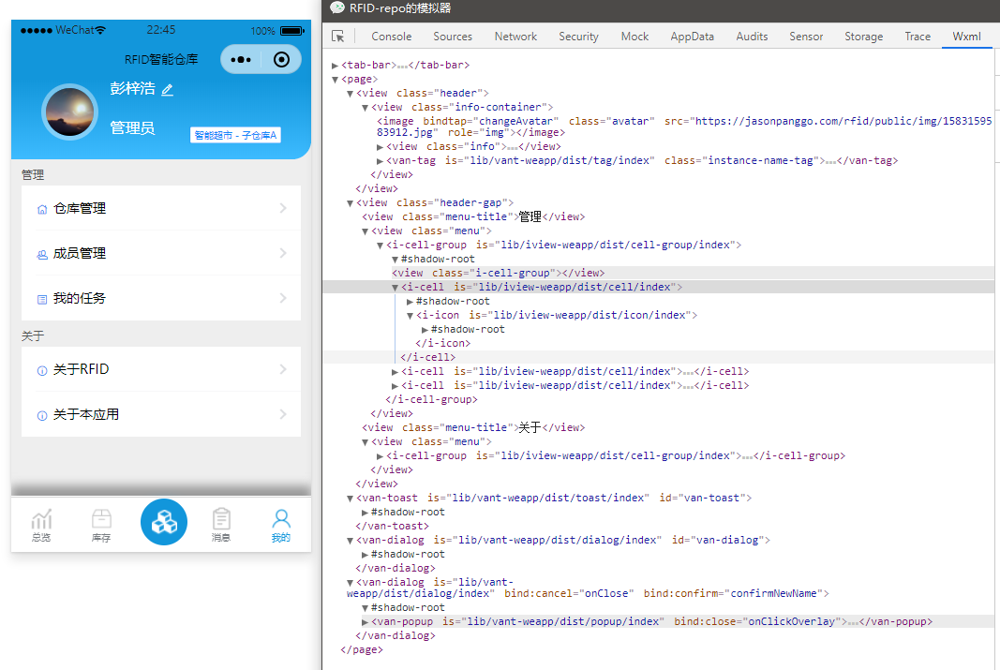 RFID-repo的模拟器
WeChat
22:45
100%
RFID智能仓库
彭梓浩
管理员
智能超市 - 子仓库A
管理
仓库管理
成员管理
我的任务
关于
关于RFID
关于本应用
总览
库存
消息
我的
Console Sources Network Security Mock AppData Audits Sensor Storage Trace Wxml
▶<tab-bar>…</tab-bar>
▼<page>
▼<view class="header">
▼<view class="info-container">
<image bindtap="changeAvatar" class="avatar" src="https://jasonpanggo.com/rfid/public/img/15831595
83912.jpg" role="img"></image>
▶<view class="info">…</view>
▶<van-tag is="lib/vant-weapp/dist/tag/index" class="instance-name-tag">…</van-tag>
</view>
</view>
▼<view class="header-gap">
<view class="menu-title">管理</view>
▼<view class="menu">
▼<i-cell-group is="lib/iview-weapp/dist/cell-group/index">
▼#shadow-root
<view class="i-cell-group"></view>
▼<i-cell is="lib/iview-weapp/dist/cell/index">
▶#shadow-root
▼<i-icon is="lib/iview-weapp/dist/icon/index">
▶#shadow-root
</i-icon>
</i-cell>
▶<i-cell is="lib/iview-weapp/dist/cell/index">…</i-cell>
▶<i-cell is="lib/iview-weapp/dist/cell/index">…</i-cell>
</i-cell-group>
</view>
<view class="menu-title">关于</view>
▼<view class="menu">
▶<i-cell-group is="lib/iview-weapp/dist/cell-group/index">…</i-cell-group>
</view>
</view>
▼<van-toast is="lib/vant-weapp/dist/toast/index" id="van-toast">
▶#shadow-root
</van-toast>
▼<van-dialog is="lib/vant-weapp/dist/dialog/index" id="van-dialog">
▶#shadow-root
</van-dialog>
▼<van-dialog is="lib/vant-
weapp/dist/dialog/index" bind:cancel="onClose" bind:confirm="confirmNewName">
▼#shadow-root
▶<van-popup is="lib/vant-weapp/dist/popup/index" bind:close="onClickOverlay">…</van-popup>
</van-dialog>
</page>